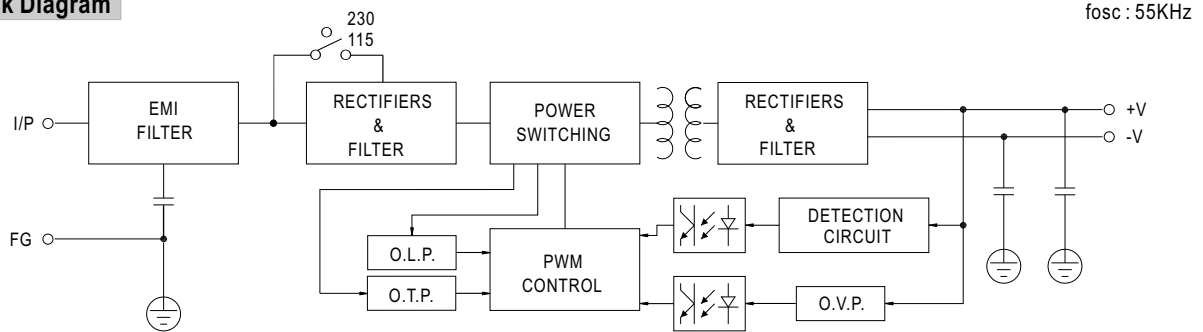 k Diagram
fosc : 55KHz
230
115
I/P
EMI
FILTER
RECTIFIERS
&
FILTER
POWER
SWITCHING
RECTIFIERS
&
FILTER
+V
-V
FG
O.L.P.
O.T.P.
PWM
CONTROL
DETECTION
CIRCUIT
O.V.P.